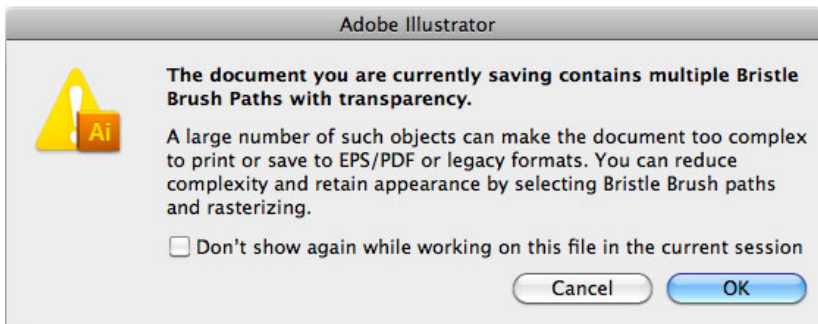 Adobe Illustrator
The document you are currently saving contains multiple Bristle
Brush Paths with transparency.
Ai
A large number of such objects can make the document too complex
to print or save to EPS/PDF or legacy formats. You can reduce
complexity and retain appearance by selecting Bristle Brush paths
and rasterizing.
Don't show again while working on this file in the current session
Cancel
OK